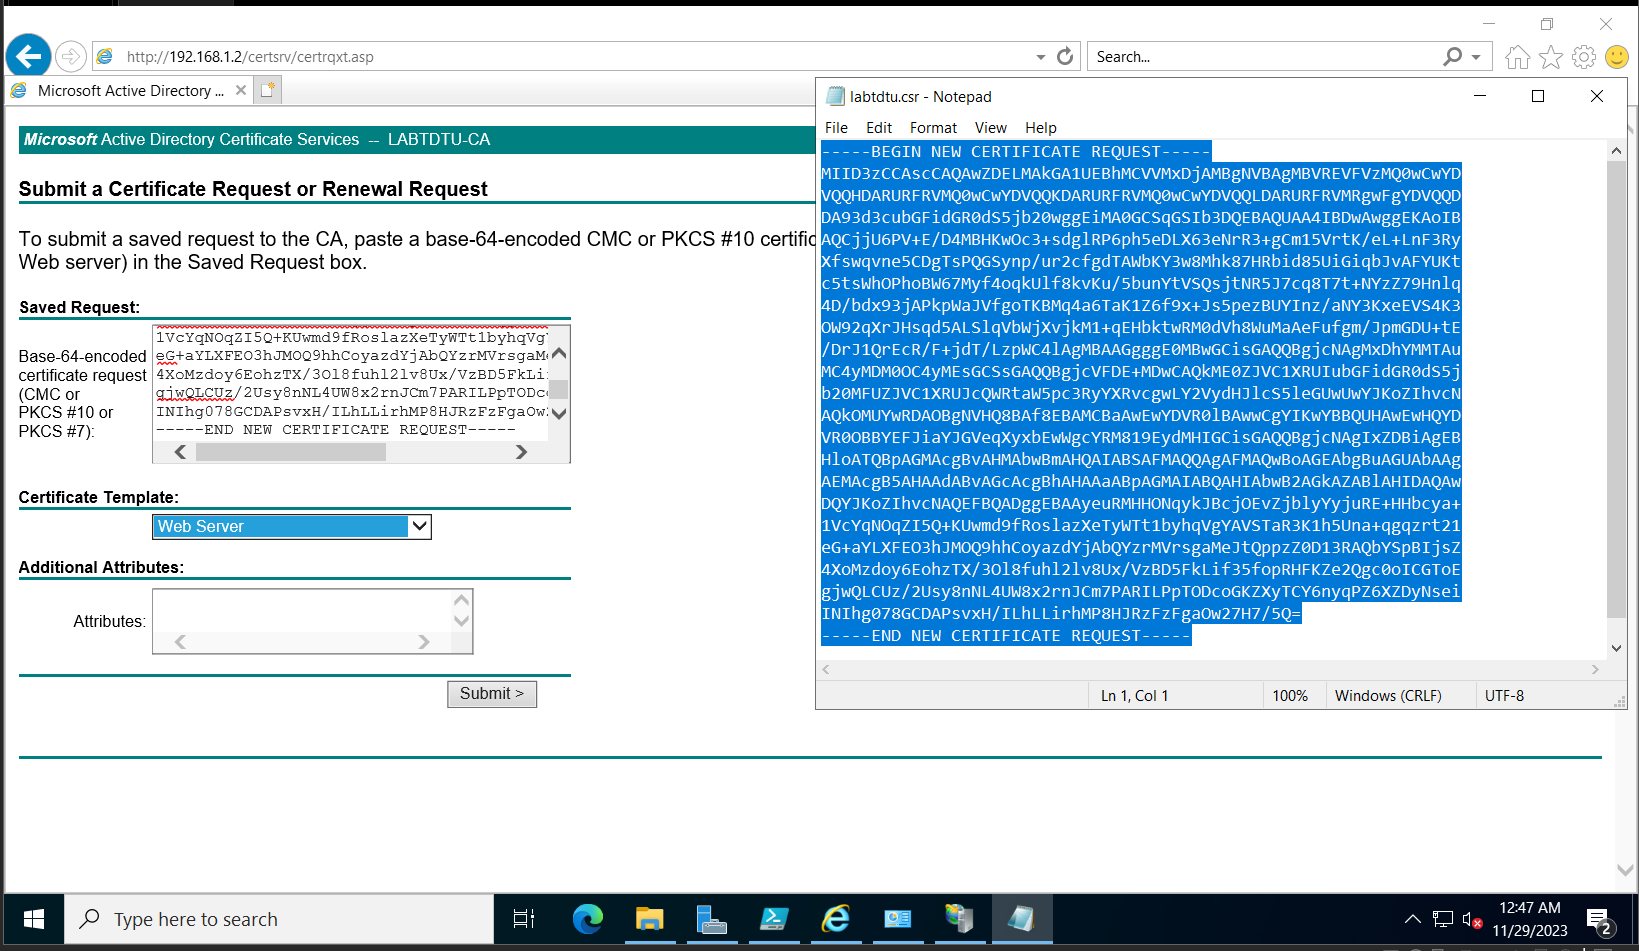 http://192.168.1.2/certsrv/certrqxt.asp
Search...
Microsoft Active Directory ...
Microsoft Active Directory Certificate Services -- LABTDTU-CA
Submit a Certificate Request or Renewal Request
To submit a saved request to the CA, paste a base-64-encoded CMC or PKCS #10 certific
Web server) in the Saved Request box.
Saved Request:
Base-64-encoded
certificate request
(CMC or
PKCS #10 or
PKCS #7):
1VcYqNOqZI5Q+KUwmd9fRoslazXeTyWTt1byhqVgY
eG+aYLXFEO3hJMOQ9hhCoyazdYjAbQYzrMVrsgaMe
4XoMzdoy6EohzTX/3Ol8fuhl2lv8Ux/VzBD5FkLi
gjwQLCUz/2Usy8nNL4UW8x2rnJCm7PARILPpTODco
INIhg078GCDAPsvxH/ILhLLirhMP8HJRzFzFgaOw
-----END NEW CERTIFICATE REQUEST-----
Certificate Template:
Web Server
Additional Attributes:
Attributes:
Submit >
labtdtu.csr - Notepad
File Edit Format View Help
-----BEGIN NEW CERTIFICATE REQUEST-----
MIID3zCCAscCAQAwZDELMAkGA1UEBhMCVVMxDjAMBgNVBAgMBVREVFVzMQ0wCwYD
VQQHDARURFRVMQ0wCwYDVQQKDARURFRVMQ0wCwYDVQQLDARURFRVMRgwFgYDVQQD
DA93d3cubGFidGR0dS5jb20wggEiMA0GCSqGSIb3DQEBAQUAA4IBDwAwggEKAoIB
AQCjjU6PV+E/D4MBHKwOc3+sdglRP6ph5eDLX63eNrR3+gCm15VrtK/eL+LnF3Ry
Xfswqvne5CDgTsPQGSynp/ur2cfgdTAWbKY3w8Mhk87HRbid85UiGiqbJvAFYUKt
c5tsWhOPhoBW67Myf4oqkUlf8kvKu/5bunYtVSQsjtNR5J7cq8T7t+NYzZ79Hnlq
4D/bdx93jAPkpWaJVfgoTKBMq4a6TaK1Z6f9x+Js5pezBUYInz/aNY3KxeEVS4K3
OW92qXrJHsqd5ALSlqVbWjXvjkM1+qEHbktwRM0dVh8WuMaAeFufgm/JpmGDU+tE
/DrJ1QrEcR/F+jdT/LzpWC4lAgMBAAGgggE0MBwGCisGAQQBgjcNAgMxDhYMMTAu
MC4yMDM0OC4yMEsGCSsGAQQBgjcVFDE+MDwCAQkME0ZJVC1XRUIubGFidGR0dS5j
b20MFUZJVC1XRUJcQWRtaW5pc3RyYXRvcgwLY2VydHJlcS5leGUwUwYJKoZIhvcN
AQkOMUYwRDAOBgNVHQ8BAf8EBAMCBaAwEwYDVR0lBAwwCgYIKwYBBQUHAwEwHQYD
VR0OBBYEFJiaYJGVeqXyxbEwWgcYRM819EydMHIGCisGAQQBgjcNAgIxZDBiAgEB
HloATQBpAGMAcgBvAHMAbwBmAHQAIABSAFMAQQAgAFMAQwBoAGEAbgBuAGUAbAAg
AEMAcgB5AHAAdABvAGcAcgBhAHAAaABpAGMAIABQAHIAbwB2AGkAZABlAHIDAQAw
DQYJKoZIhvcNAQEFBQADggEBAAyeuRMHHONqykJBcjOEvZjblyYyjuRE+HHbcya+
1VcYqNOqZI5Q+KUwmd9fRoslazXeTyWTt1byhqVgYAVSTaR3K1h5Una+qgqzrt21
eG+aYLXFEO3hJMOQ9hhCoyazdYjAbQYzrMVrsgaMeJtQppzZ0D13RAQbYSpBIjsZ
4XoMzdoy6EohzTX/3Ol8fuhl2lv8Ux/VzBD5FkLif35fopRHFKZe2Qgc0oICGToE
gjwQLCUz/2Usy8nNL4UW8x2rnJCm7PARILPpTODcoGKZXyTCY6nyqPZ6XZDyNsei
INIhg078GCDAPsvxH/ILhLLirhMP8HJRzFzFgaOw27H7/5Q=
-----END NEW CERTIFICATE REQUEST-----
Ln 1, Col 1 100% Windows (CRLF) UTF-8
Type here to search
12:47 AM
11/29/2023
2